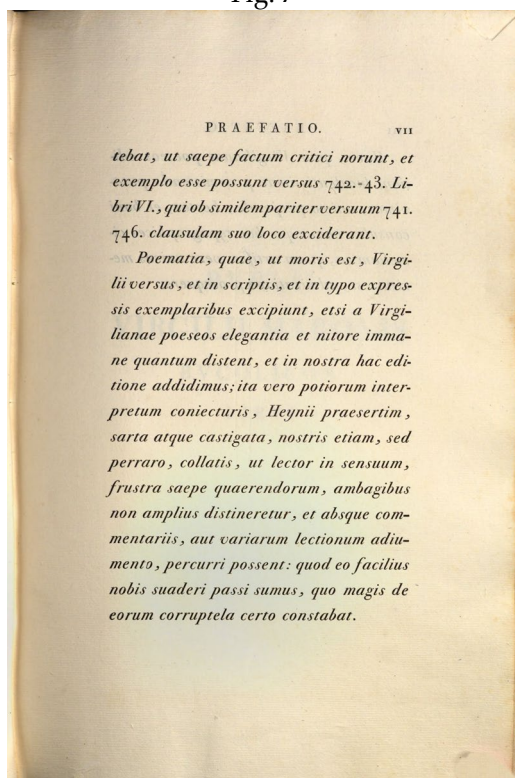 Fig. 7
PRAEFATIO. VII
tebat, ut saepe factum critici norunt, et
exemplo esse possunt versus 742.-43. Li-
bri VI., qui ob similem pariter versuum 741.
746. clausulam suo loco exciderant.
Poematia, quae, ut moris est, Virgi-
lii versus, et in scriptis, et in typo expres-
sis exemplaribus excipiunt, etsi a Virgi-
lianae poeseos elegantia et nitore imma-
ne quantum distent, et in nostra hac edi-
tione addidimus; ita vero potiorum inter-
pretum coniecturis, Heynii praesertim,
sarta atque castigata, nostris etiam, sed
perraro, collatis, ut lector in sensuum,
frustra saepe quaerendorum, ambagibus
non amplius distineretur, et absque com-
mentariis, aut variarum lectionum adiu-
mento, percurri possent: quod eo facilius
nobis suaderi passi sumus, quo magis de
eorum corruptela certo constabat.